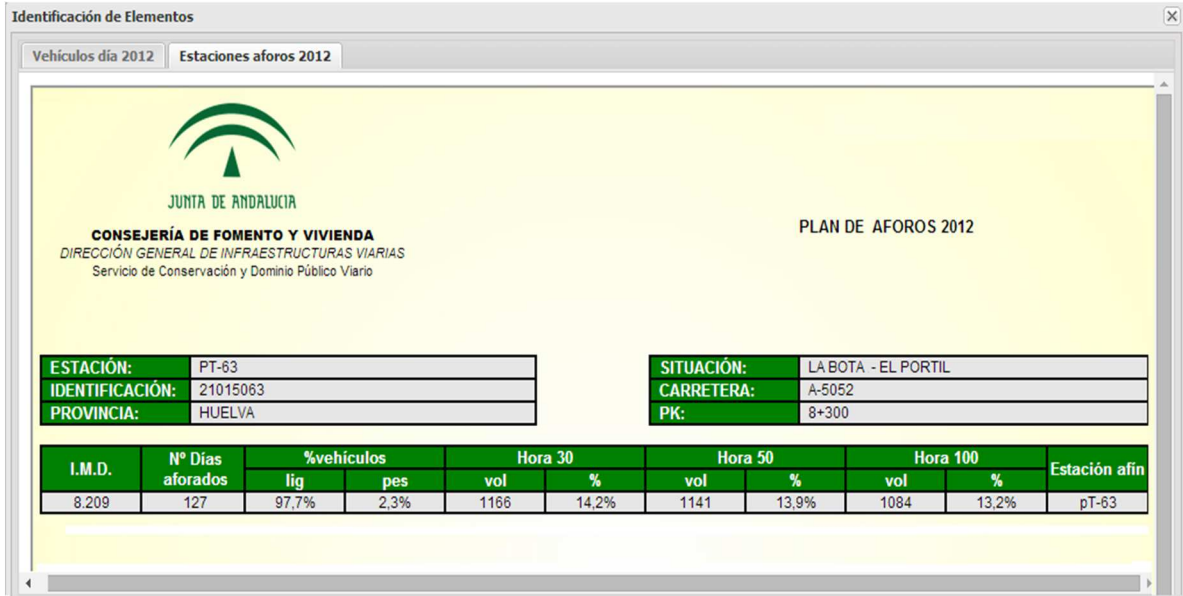 Identificación de Elementos
Vehículos día 2012 Estaciones aforos 2012
JUNTA DE ANDALUCIA
CONSEJERÍA DE FOMENTO Y VIVIENDA
DIRECCIÓN GENERAL DE INFRAESTRUCTURAS VIARIAS
Servicio de Conservación y Dominio Público Viario
PLAN DE AFOROS 2012
ESTACIÓN: PT-63
IDENTIFICACIÓN: 21015063
PROVINCIA: HUELVA
SITUACIÓN: LA BOTA - EL PORTIL
CARRETERA: A-5052
PK: 8+300
I.M.D. Nº Días aforados %vehículos Hora 30 Hora 50 Hora 100 Estación afín
lig pes vol % vol % vol %
8.209 127 97,7% 2,3% 1166 14,2% 1141 13,9% 1084 13,2% pT-63